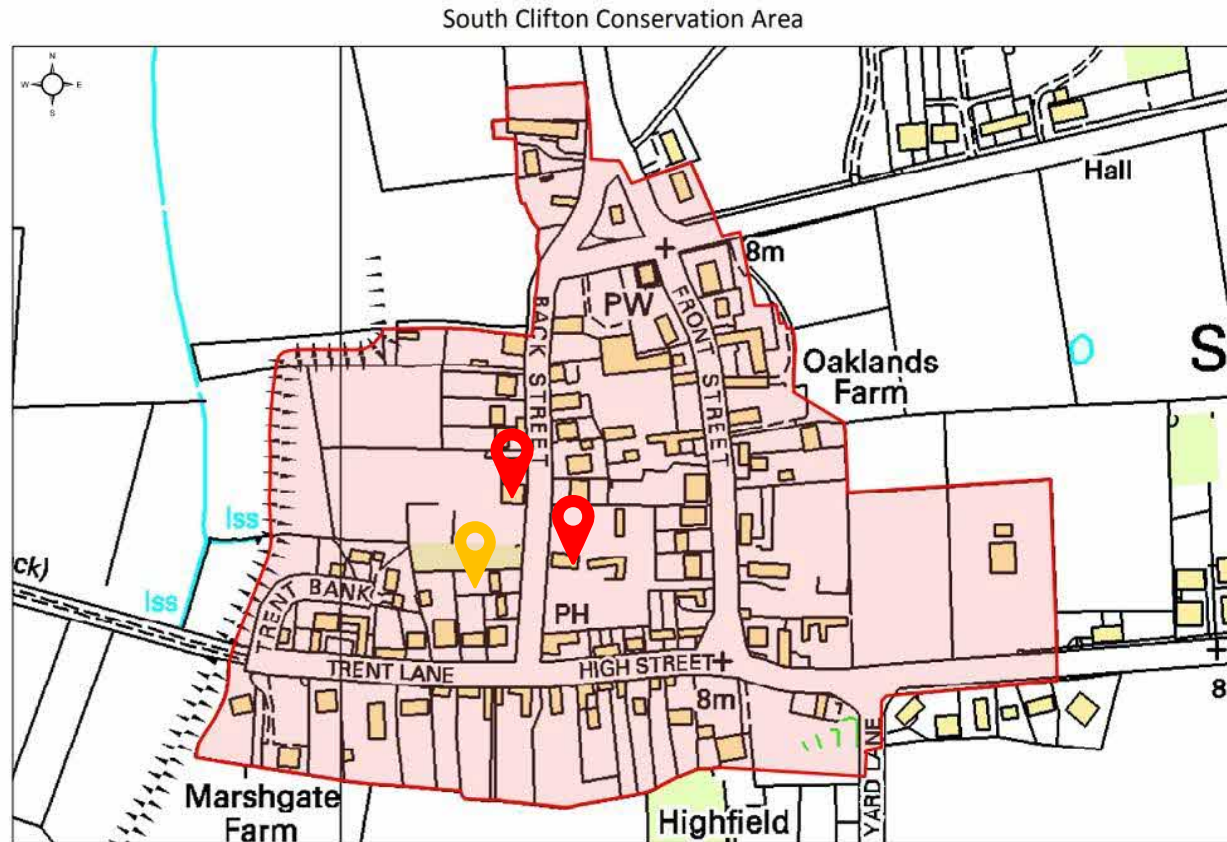 South Clifton Conservation Area
N
W E
S
Hall
8m
PW
BACK STREET
FRONT STREET
Oaklands
Farm
S
Iss
ck)
Iss
TRENT BANK
PH
TRENT LANE
HIGH STREET
8m
8
YARD LANE
Marshgate
Farm
Highfield